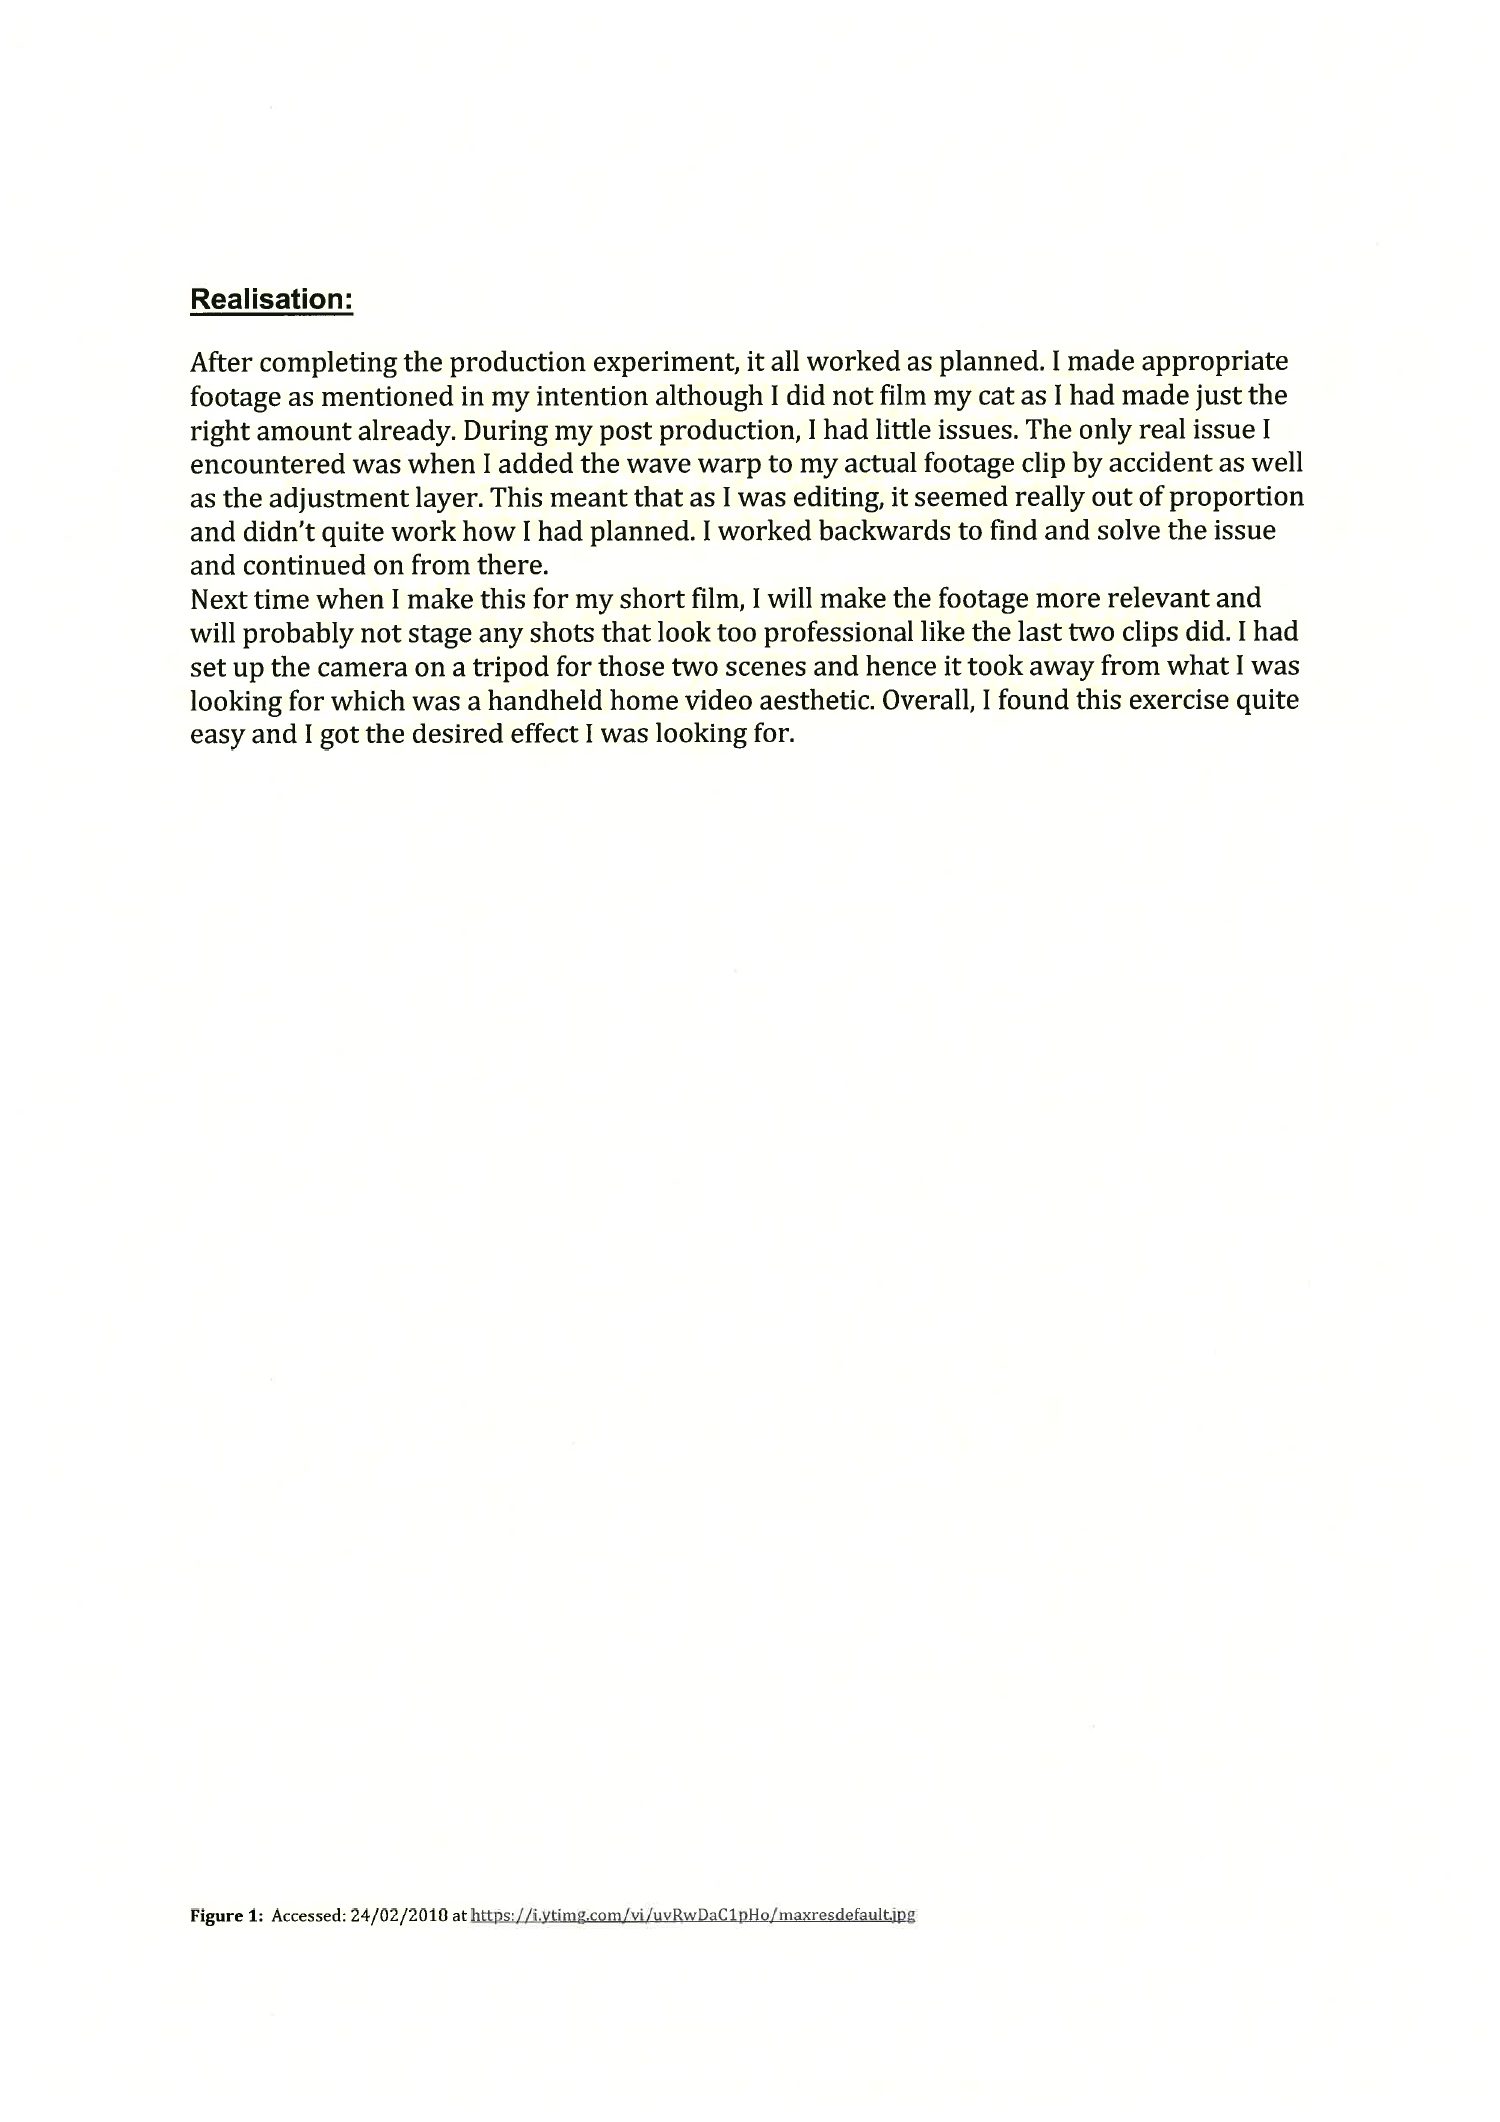 Realisation:
After completing the production experiment, it all worked as planned. I made appropriate
footage as mentioned in my intention although I did not film my cat as I had made just the
right amount already. During my post production, I had little issues. The only real issue I
encountered was when I added the wave warp to my actual footage clip by accident as well
as the adjustment layer. This meant that as I was editing, it seemed really out of proportion
and didn't quite work how I had planned. I worked backwards to find and solve the issue
and continued on from there.
Next time when I make this for my short film, I will make the footage more relevant and
will probably not stage any shots that look too professional like the last two clips did. I had
set up the camera on a tripod for those two scenes and hence it took away from what I was
looking for which was a handheld home video aesthetic. Overall, I found this exercise quite
easy and I got the desired effect I was looking for.
Figure 1: Accessed: 24/02/2018 at https://i.ytimg.com/vi/uvRwDaC1pHo/maxresdefault.jpg